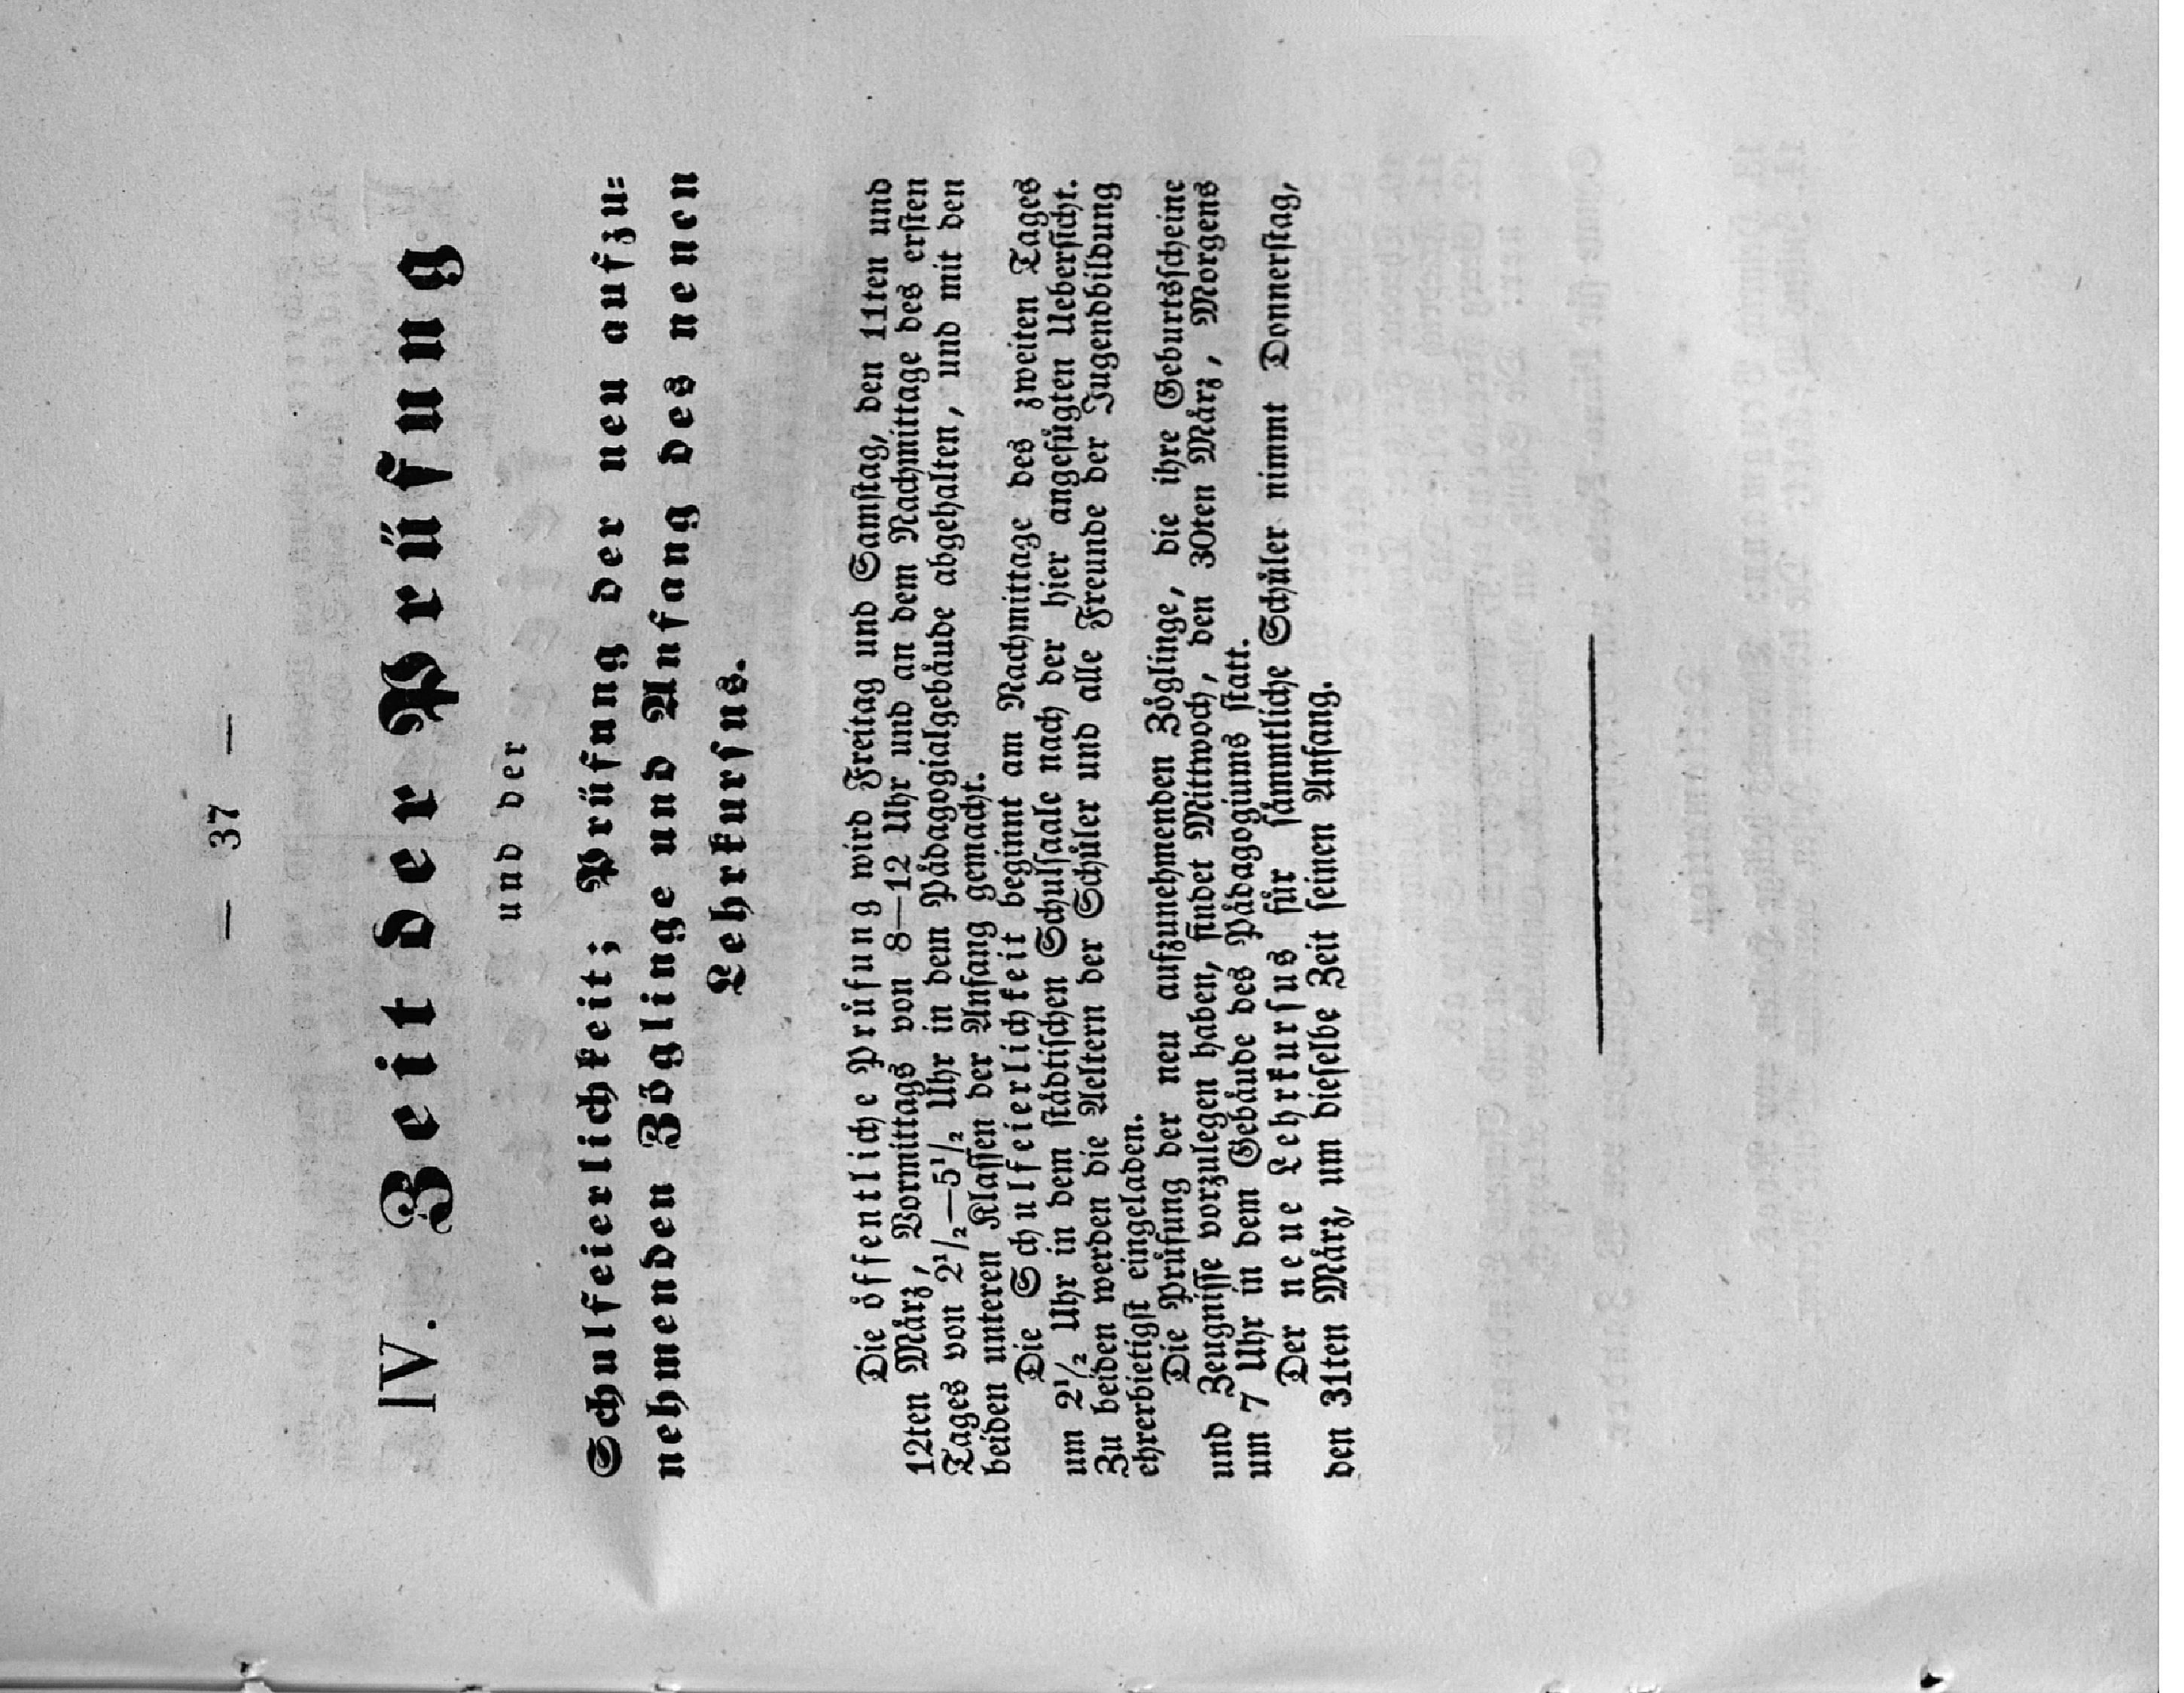 — 37 —
IV. Zeit der Prüfung
und der
Schulfeierlichkeit; Prüfung der neu aufzu=
nehmenden Zöglinge und Anfang des neuen
Lehrkursus.
Die öffentliche Prüfung wird Freitag und Samstag, den 11ten und
12ten März, Vormittags von 8—12 Uhr und an dem Nachmittage des ersten
Tages von 2½—5½ Uhr in dem Pädagogialgebäude abgehalten, und mit den
beiden unteren Klassen der Anfang gemacht.
Die Schulfeierlichkeit beginnt am Nachmittage des zweiten Tages
um 2½ Uhr in dem städtischen Schulsaale nach der hier angefügten Uebersicht.
Zu beiden werden die Aeltern der Schüler und alle Freunde der Jugendbildung
ehrerbietigst eingeladen.
Die Prüfung der neu aufzunehmenden Zöglinge, die ihre Geburtsscheine
und Zeugnisse vorzulegen haben, findet Mittwoch, den 30ten März, Morgens
um 7 Uhr in dem Gebäude des Pädagogiums statt.
Der neue Lehrkursus für sämmtliche Schüler nimmt Donnerstag,
den 31ten März, um dieselbe Zeit seinen Anfang.